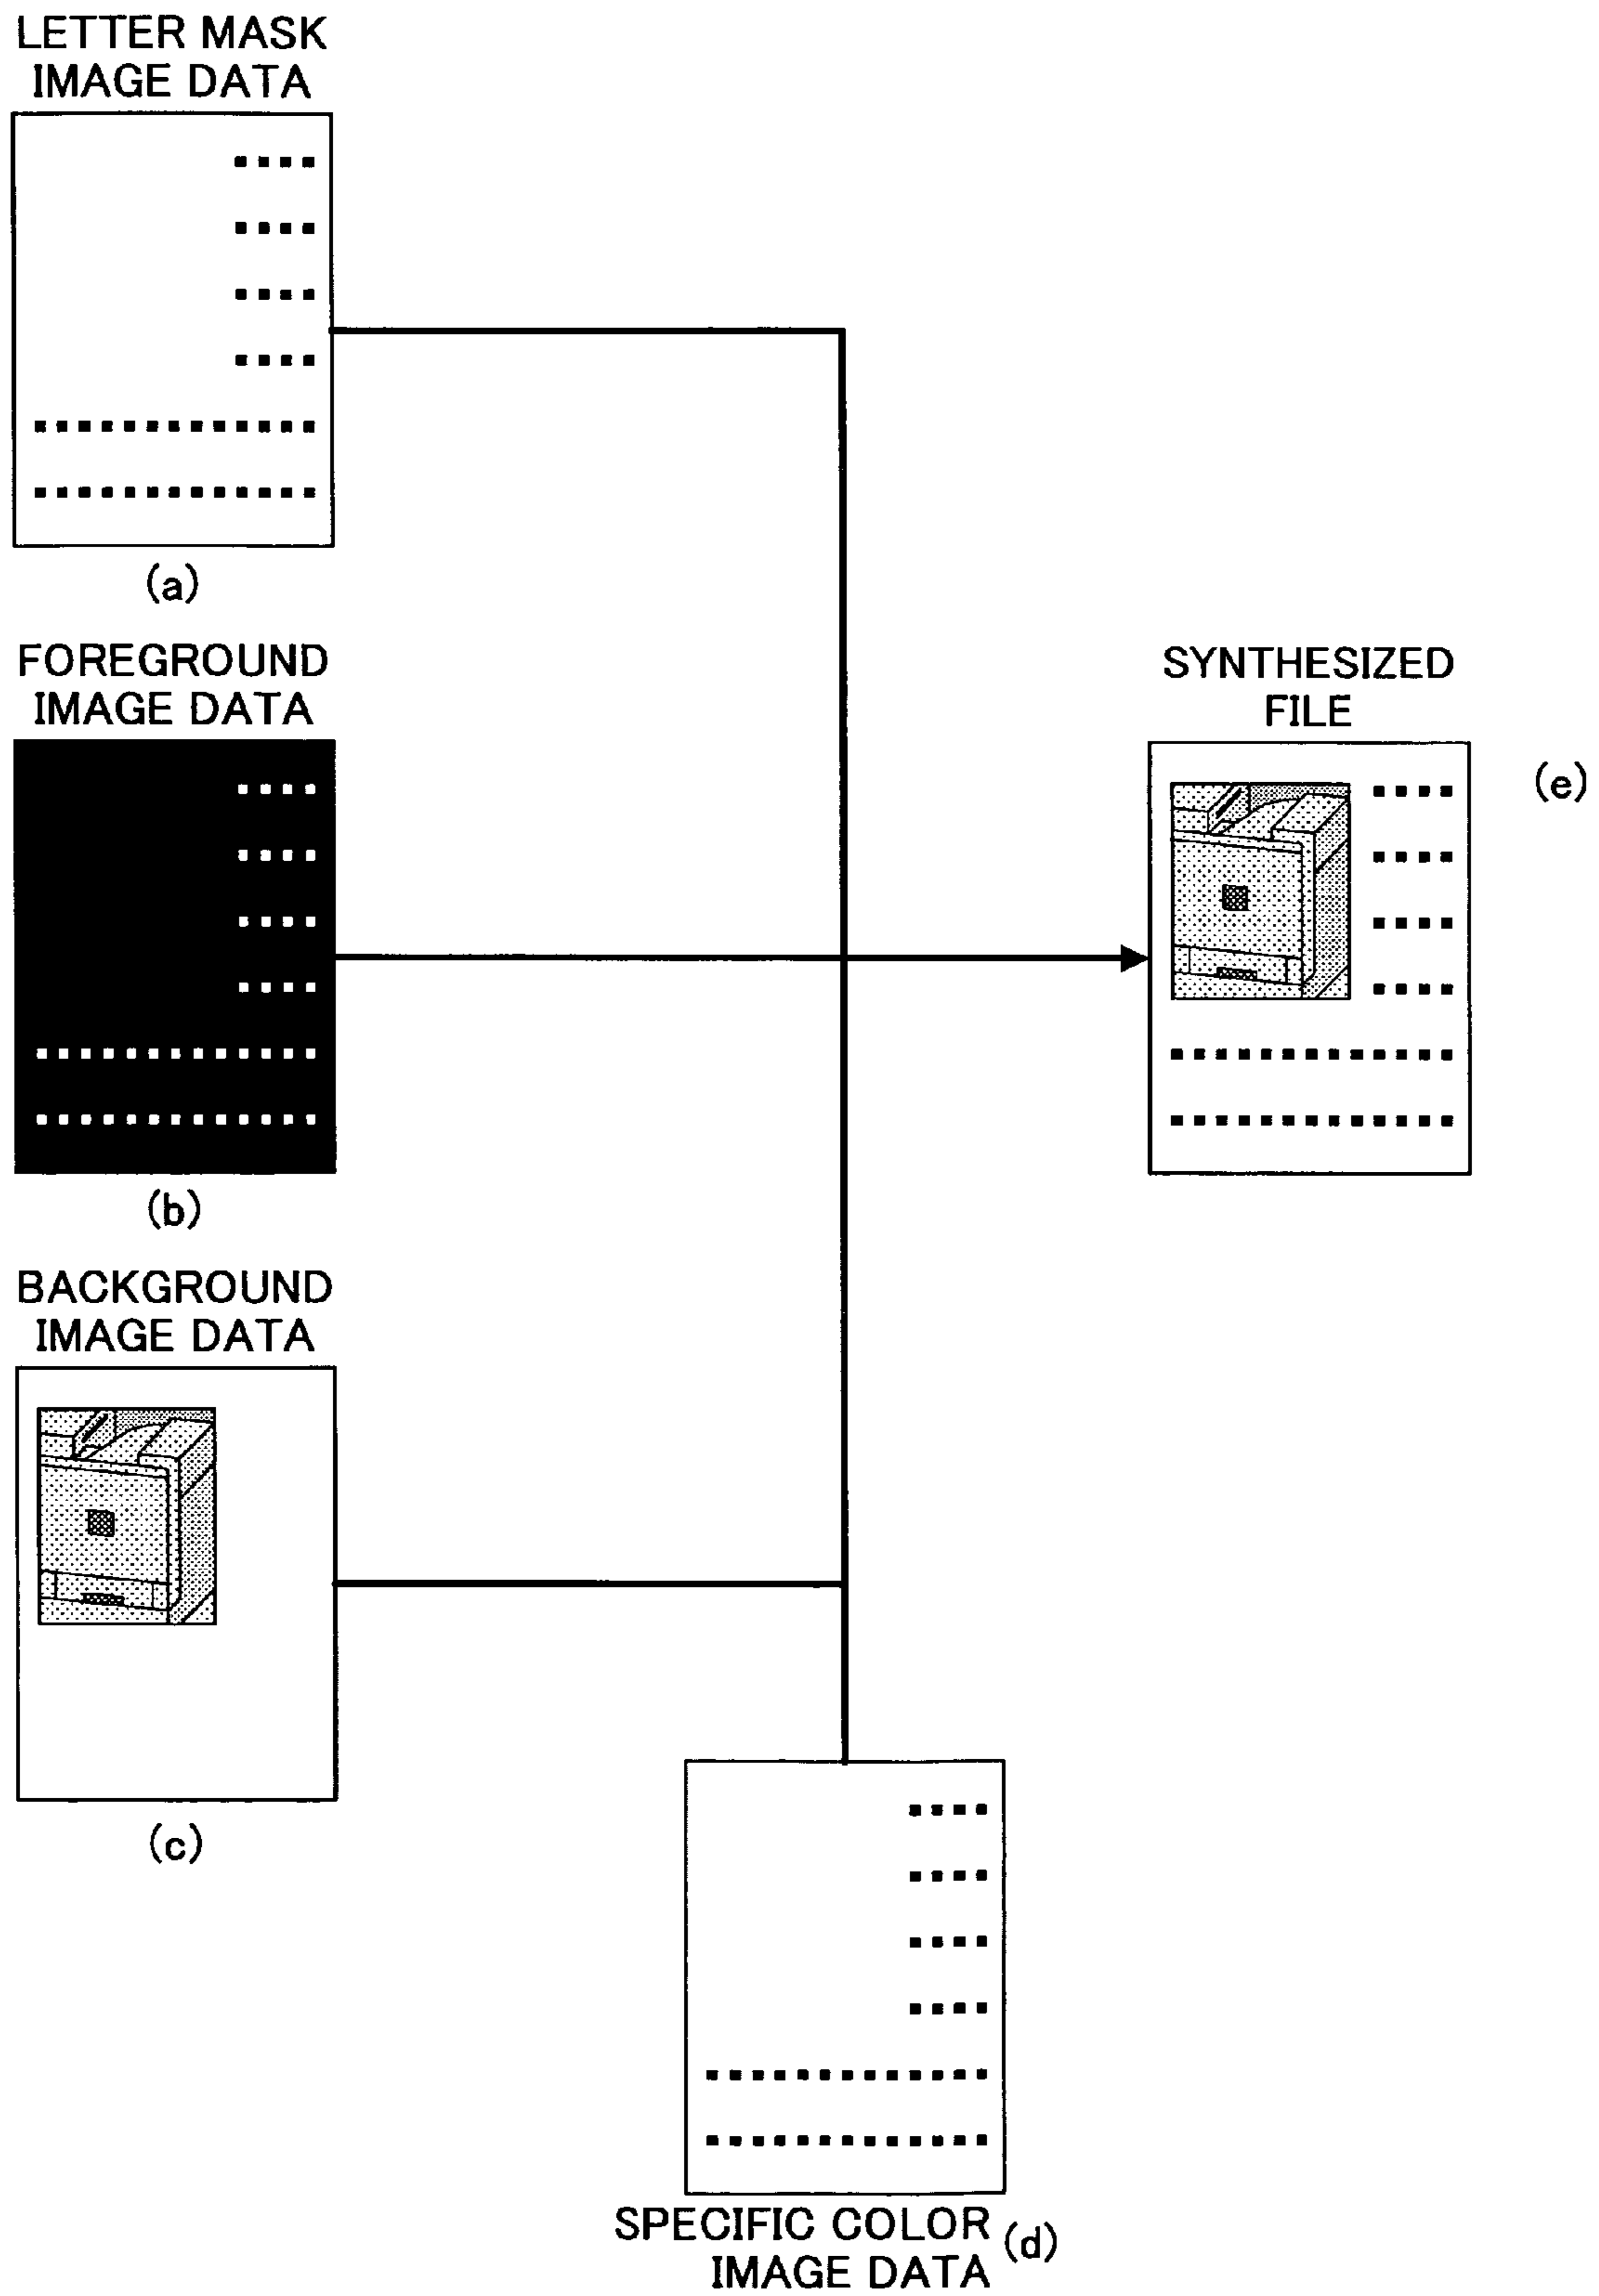 LETTER MASK
IMAGE DATA
(a)
FOREGROUND
IMAGE DATA
(b)
BACKGROUND
IMAGE DATA
(c)
SYNTHESIZED
FILE
(e)
SPECIFIC COLOR
IMAGE DATA
(d)